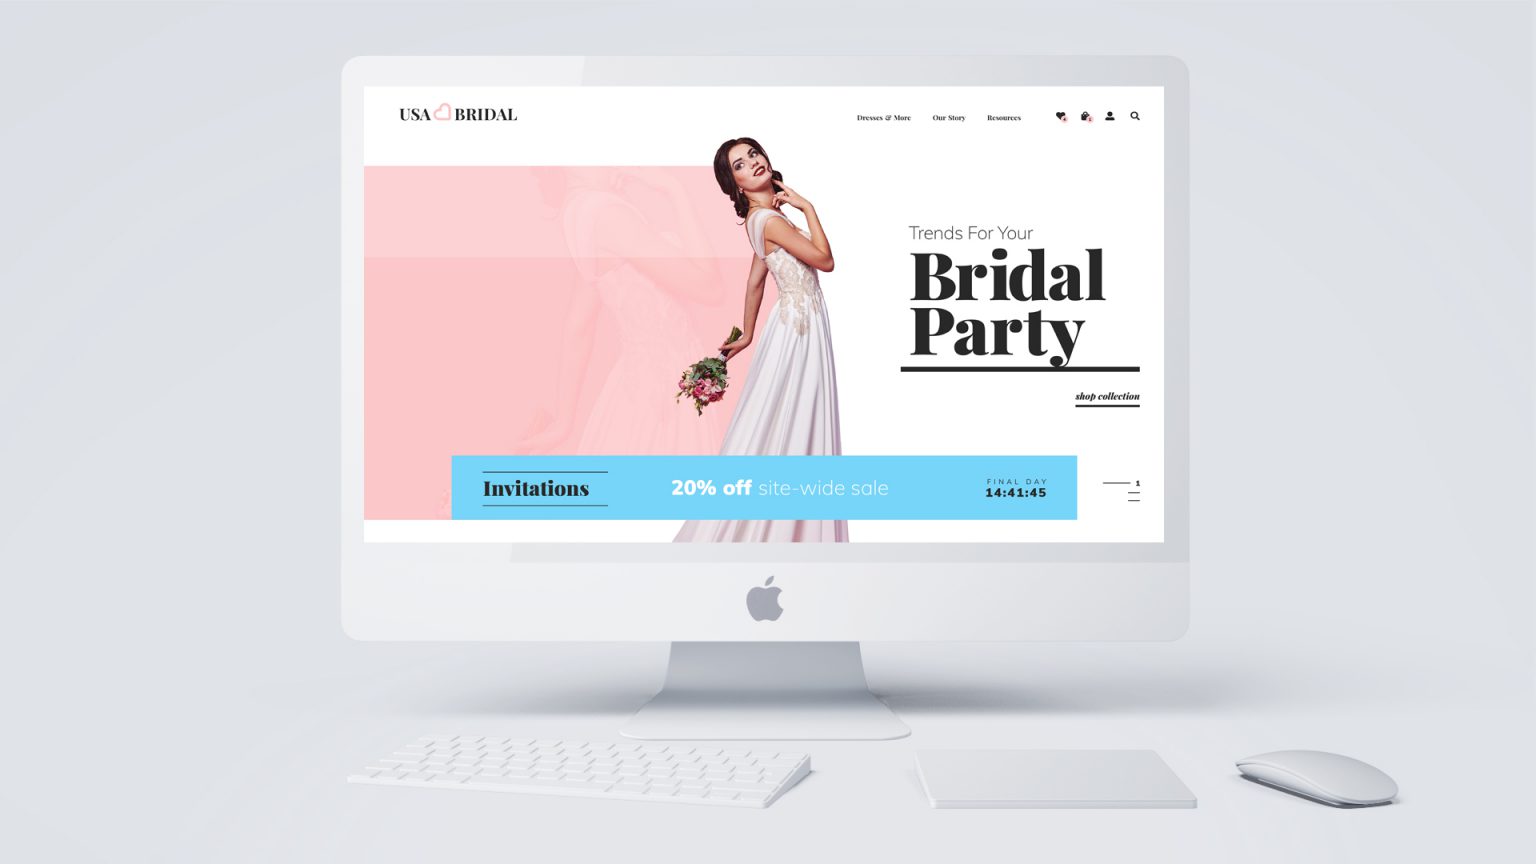 USA BRIDAL
Dresses & More
Our Story
Resources
Trends For Your
Bridal
Party
shop collection
Invitations
20% off site-wide sale
FINAL DAY
14:41:45
1